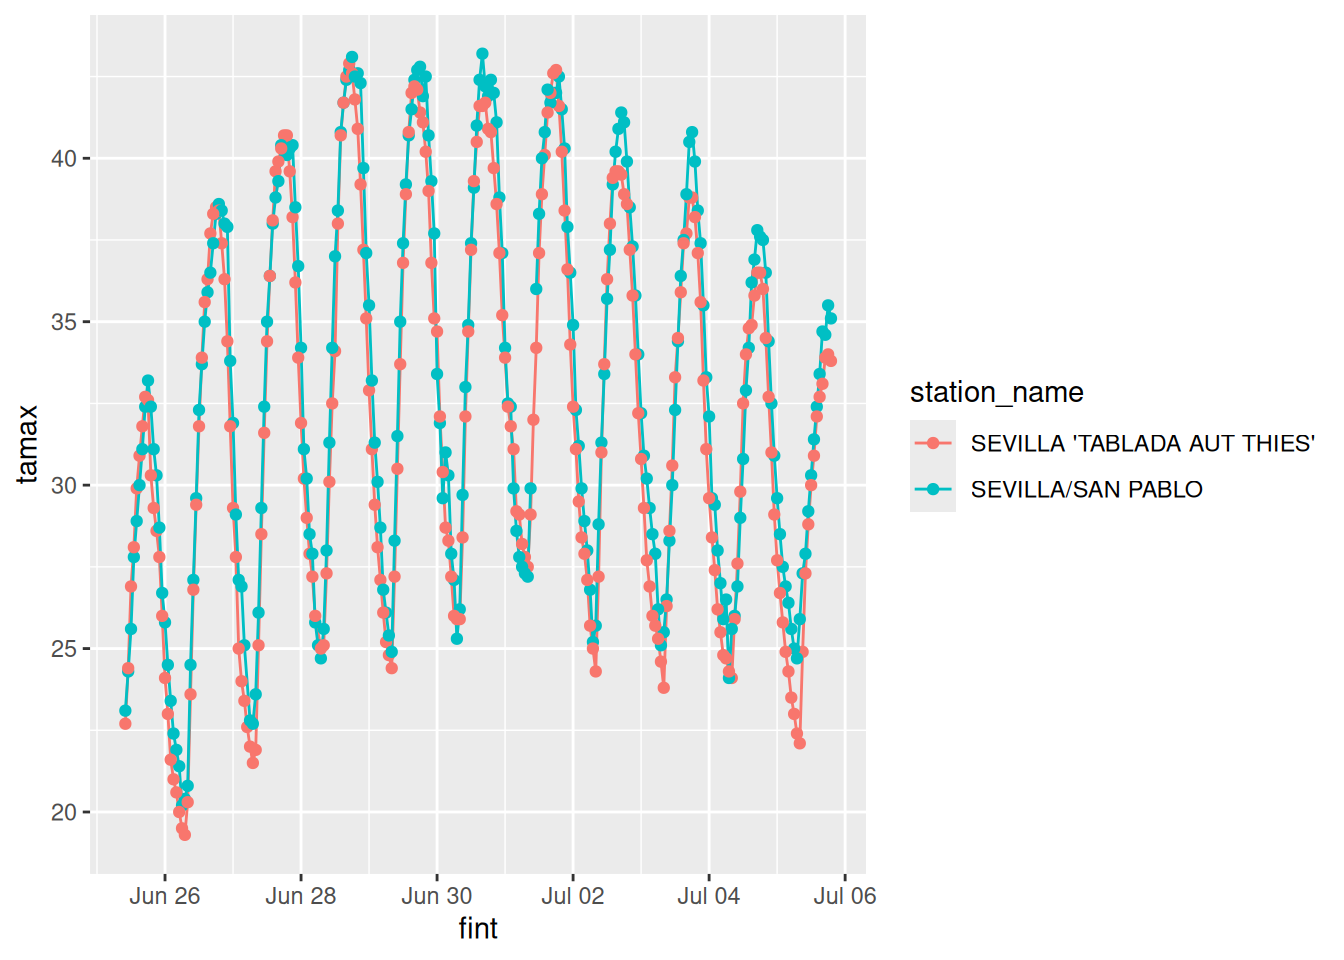 tamax
40
35
30
25
20
Jun 26 Jun 28 Jun 30 Jul 02 Jul 04 Jul 06
fint
station_name
SEVILLA 'TABLADA AUT THIES'
SEVILLA/SAN PABLO